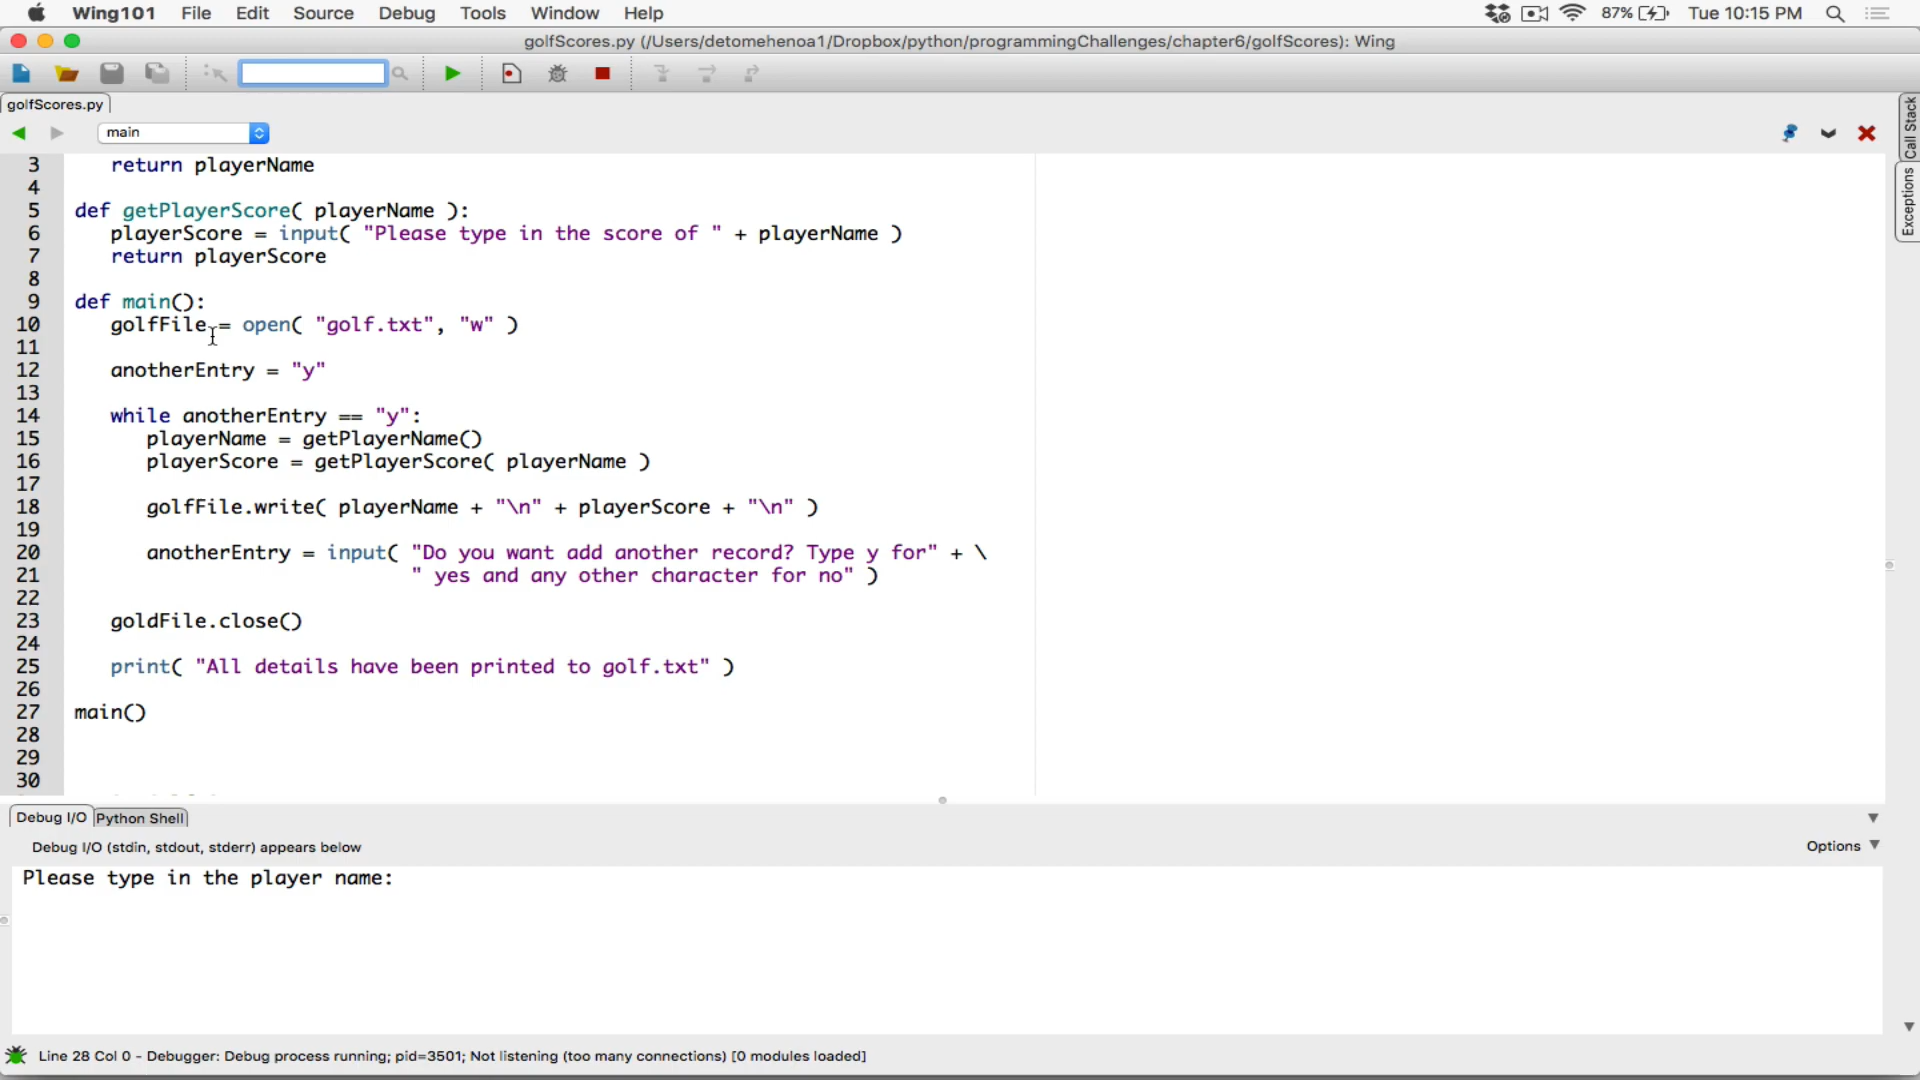 Wing101 File Edit Source Debug Tools Window Help 87% Tue 10:15 PM
golfScores.py (/Users/detomehenoa1/Dropbox/python/programmingChallenges/chapter6/golfScores): Wing
golfScores.py
main
Call Stack
Exceptions
3 return playerName
4
5 def getPlayerScore( playerName ):
6 playerScore = input( "Please type in the score of " + playerName )
7 return playerScore
8
9 def main():
10 golfFile = open( "golf.txt", "w" )
11
12 anotherEntry = "y"
13
14 while anotherEntry == "y":
15 playerName = getPlayerName()
16 playerScore = getPlayerScore( playerName )
17
18 golfFile.write( playerName + "\n" + playerScore + "\n" )
19
20 anotherEntry = input( "Do you want add another record? Type y for" + \
21 " yes and any other character for no" )
22
23 goldFile.close()
24
25 print( "All details have been printed to golf.txt" )
26
27 main()
28
29
30
Debug I/O Python Shell
Debug I/O (stdin, stdout, stderr) appears below Options
Please type in the player name:
Line 28 Col 0 - Debugger: Debug process running; pid=3501; Not listening (too many connections) [0 modules loaded]